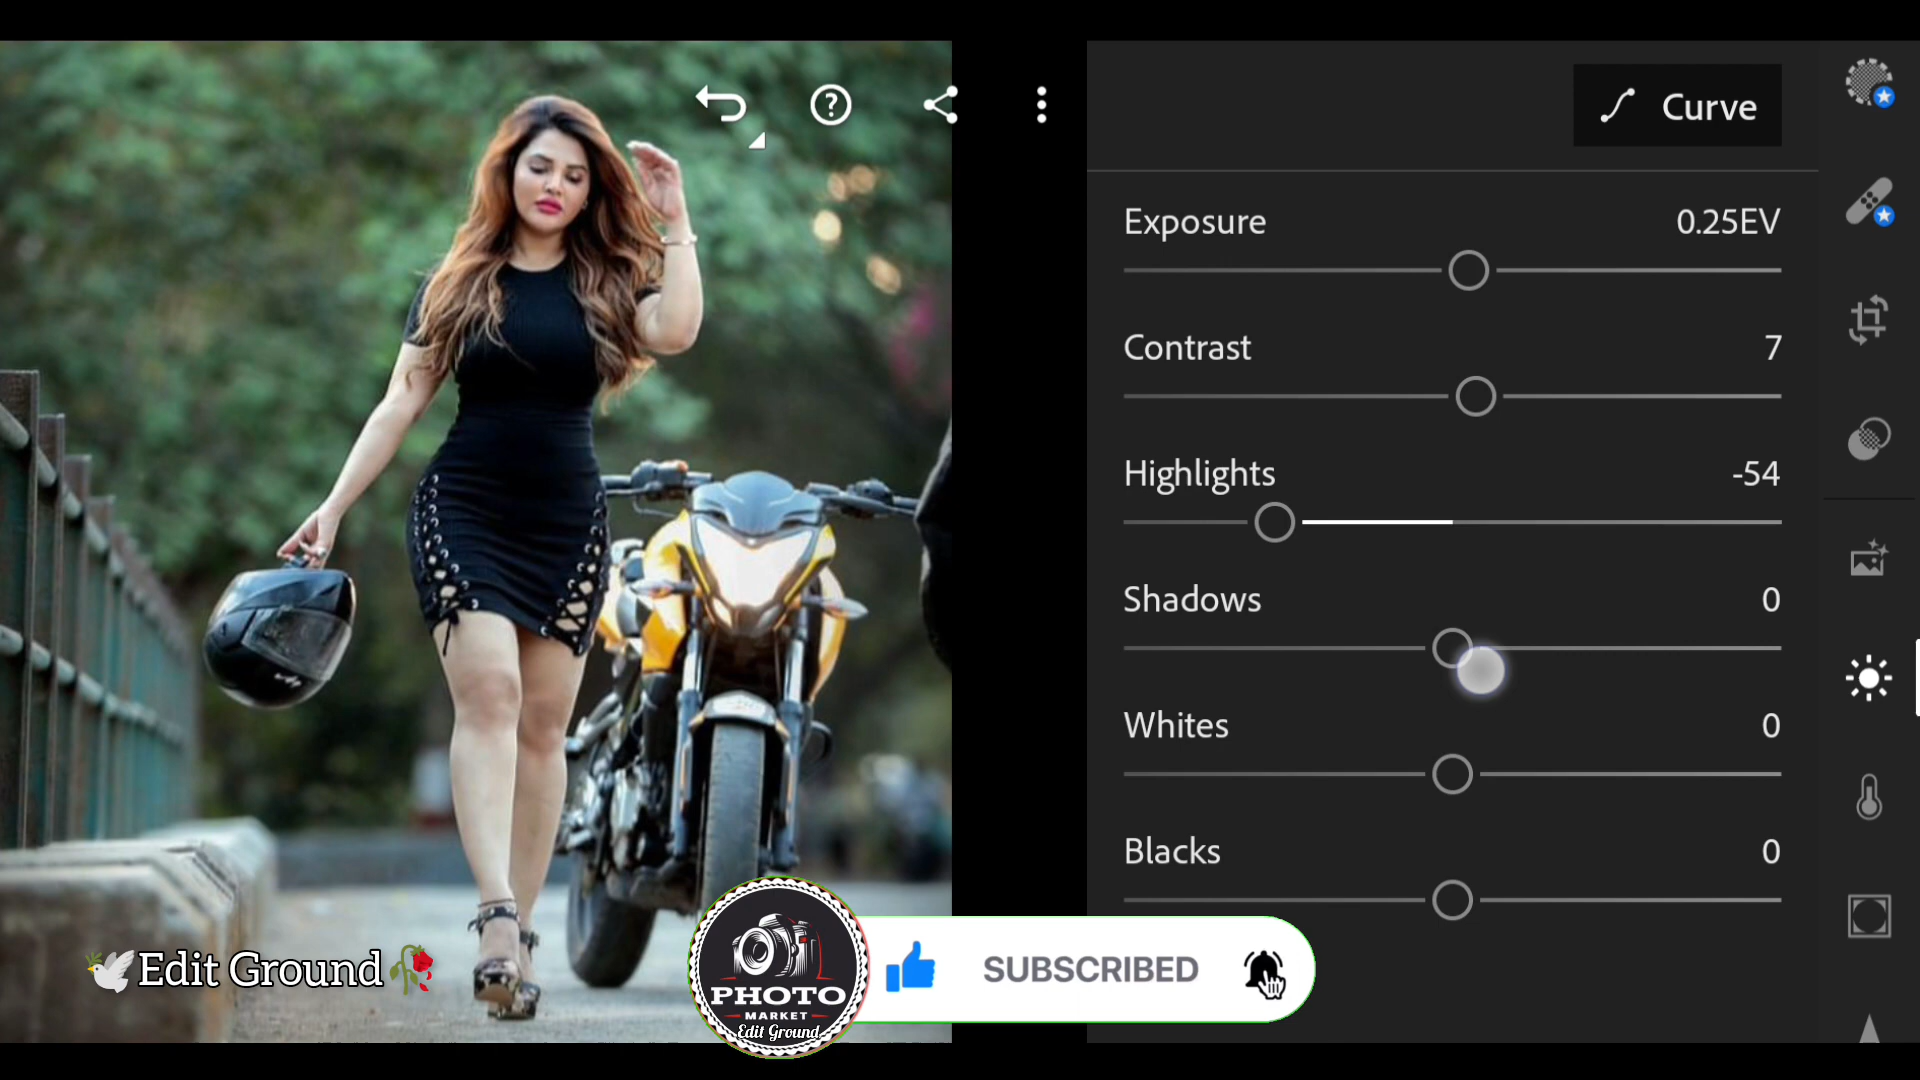 Curve
Exposure 0.25EV
Contrast 7
Highlights -54
Shadows 0
Whites 0
Blacks 0
🕊Edit Ground🥀
PHOTO
MARKET
Edit Ground
SUBSCRIBED